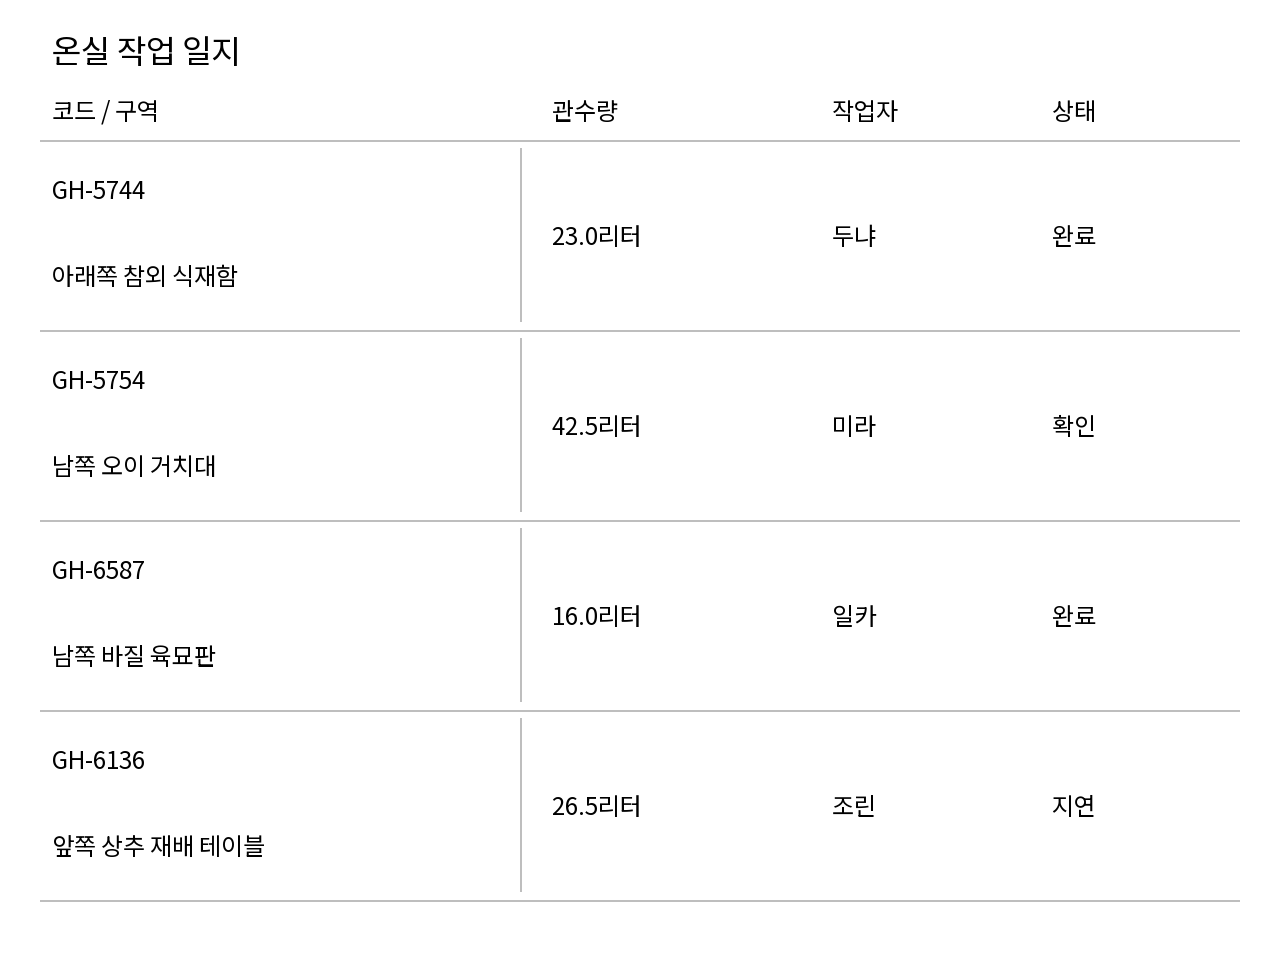 온실 작업 일지
코드 / 구역 관수량 작업자 상태
GH-5744
아래쪽 참외 식재함
23.0리터 두냐 완료
GH-5754
남쪽 오이 거치대
42.5리터 미라 확인
GH-6587
남쪽 바질 육묘판
16.0리터 일카 완료
GH-6136
앞쪽 상추 재배 테이블
26.5리터 조린 지연